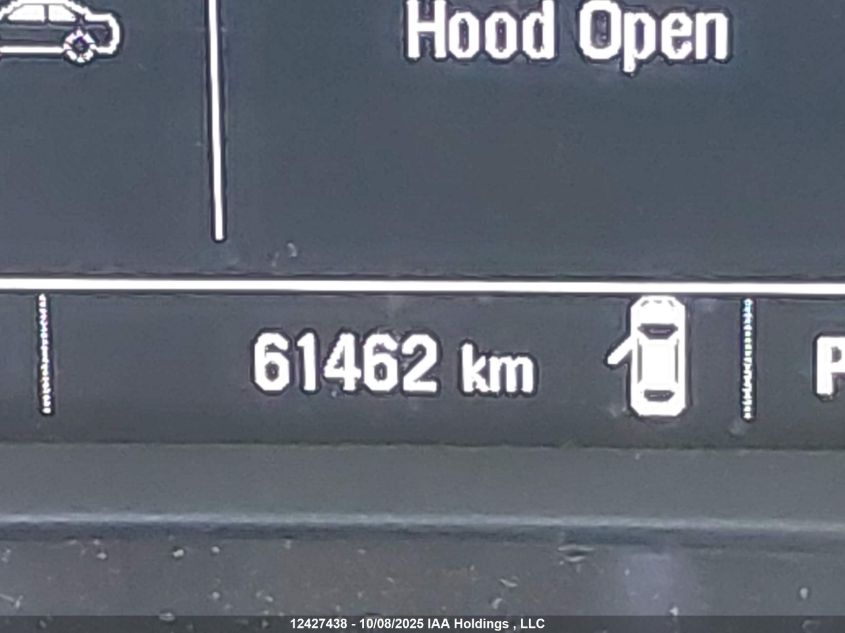 Hood Open
61462 km
P
12427438 - 10/08/2025 IAA Holdings , LLC